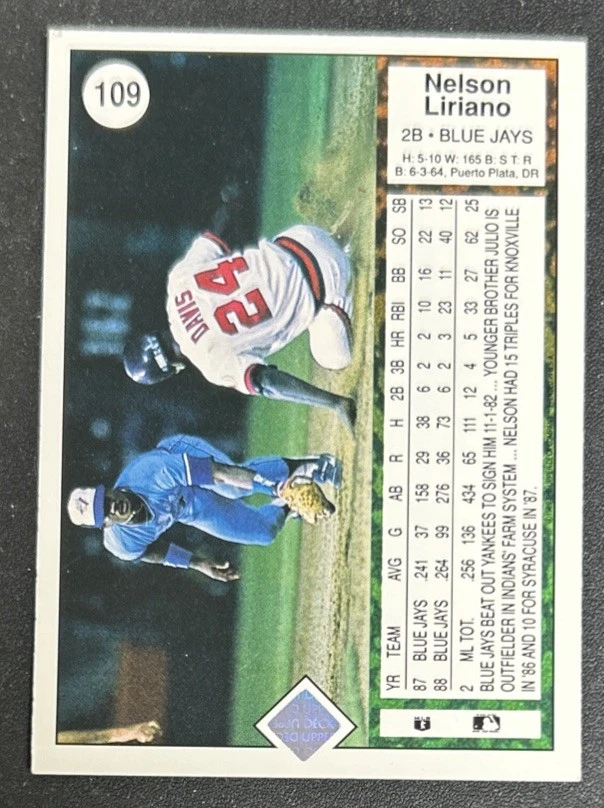 109
Nelson
Liriano
2B • BLUE JAYS
H: 5-10 W: 165 B: S T: R
B: 6-3-64, Puerto Plata, DR
YR TEAM AVG G AB R H 2B 3B HR RBI BB SO SB
87 BLUE JAYS .241 37 158 29 38 6 2 2 10 16 22 13
88 BLUE JAYS .264 99 276 36 73 6 2 3 23 11 40 12
2 ML TOT. .256 136 434 65 111 12 4 5 33 27 62 25
BLUE JAYS BEAT OUT YANKEES TO SIGN HIM 11-1-82 ... YOUNGER BROTHER JULIO IS
OUTFIELDER IN INDIANS' FARM SYSTEM ... NELSON HAD 15 TRIPLES FOR KNOXVILLE
IN '86 AND 10 FOR SYRACUSE IN '87.
DAVIS
24